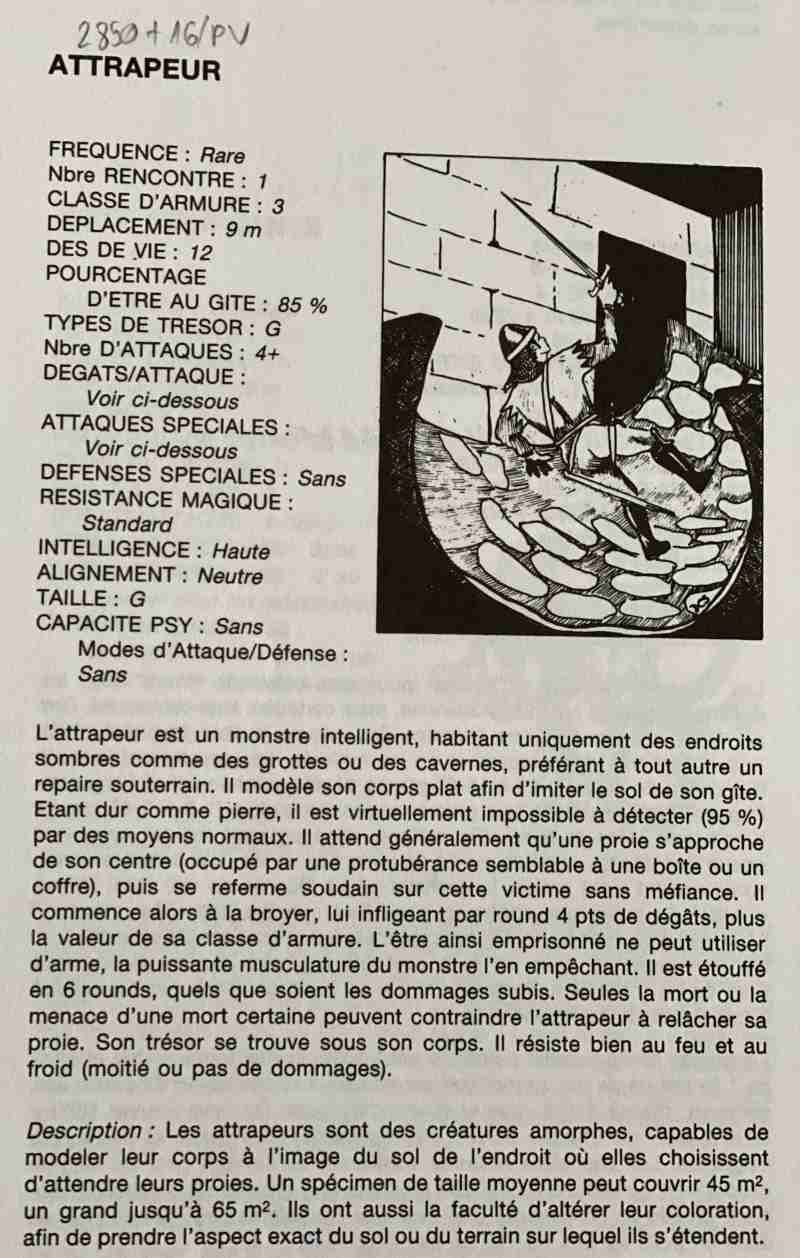 2850 + 16/PV
ATTRAPEUR
FREQUENCE : Rare
Nbre RENCONTRE : 1
CLASSE D'ARMURE : 3
DEPLACEMENT : 9 m
DES DE VIE : 12
POURCENTAGE
D'ETRE AU GITE : 85 %
TYPES DE TRESOR : G
Nbre D'ATTAQUES : 4+
DEGATS/ATTAQUE :
Voir ci-dessous
ATTAQUES SPECIALES :
Voir ci-dessous
DEFENSES SPECIALES : Sans
RESISTANCE MAGIQUE :
Standard
INTELLIGENCE : Haute
ALIGNEMENT : Neutre
TAILLE : G
CAPACITE PSY : Sans
Modes d'Attaque/Défense :
Sans
L'attrapeur est un monstre intelligent, habitant uniquement des endroits
sombres comme des grottes ou des cavernes, préférant à tout autre un
repaire souterrain. Il modèle son corps plat afin d'imiter le sol de son gîte.
Etant dur comme pierre, il est virtuellement impossible à détecter (95 %)
par des moyens normaux. Il attend généralement qu'une proie s'approche
de son centre (occupé par une protubérance semblable à une boîte ou un
coffre), puis se referme soudain sur cette victime sans méfiance. Il
commence alors à la broyer, lui infligeant par round 4 pts de dégâts, plus
la valeur de sa classe d'armure. L'être ainsi emprisonné ne peut utiliser
d'arme, la puissante musculature du monstre l'en empêchant. Il est étouffé
en 6 rounds, quels que soient les dommages subis. Seules la mort ou la
menace d'une mort certaine peuvent contraindre l'attrapeur à relâcher sa
proie. Son trésor se trouve sous son corps. Il résiste bien au feu et au
froid (moitié ou pas de dommages).
Description : Les attrapeurs sont des créatures amorphes, capables de
modeler leur corps à l'image du sol de l'endroit où elles choisissent
d'attendre leurs proies. Un spécimen de taille moyenne peut couvrir 45 m²,
un grand jusqu'à 65 m². Ils ont aussi la faculté d'altérer leur coloration,
afin de prendre l'aspect exact du sol ou du terrain sur lequel ils s'étendent.